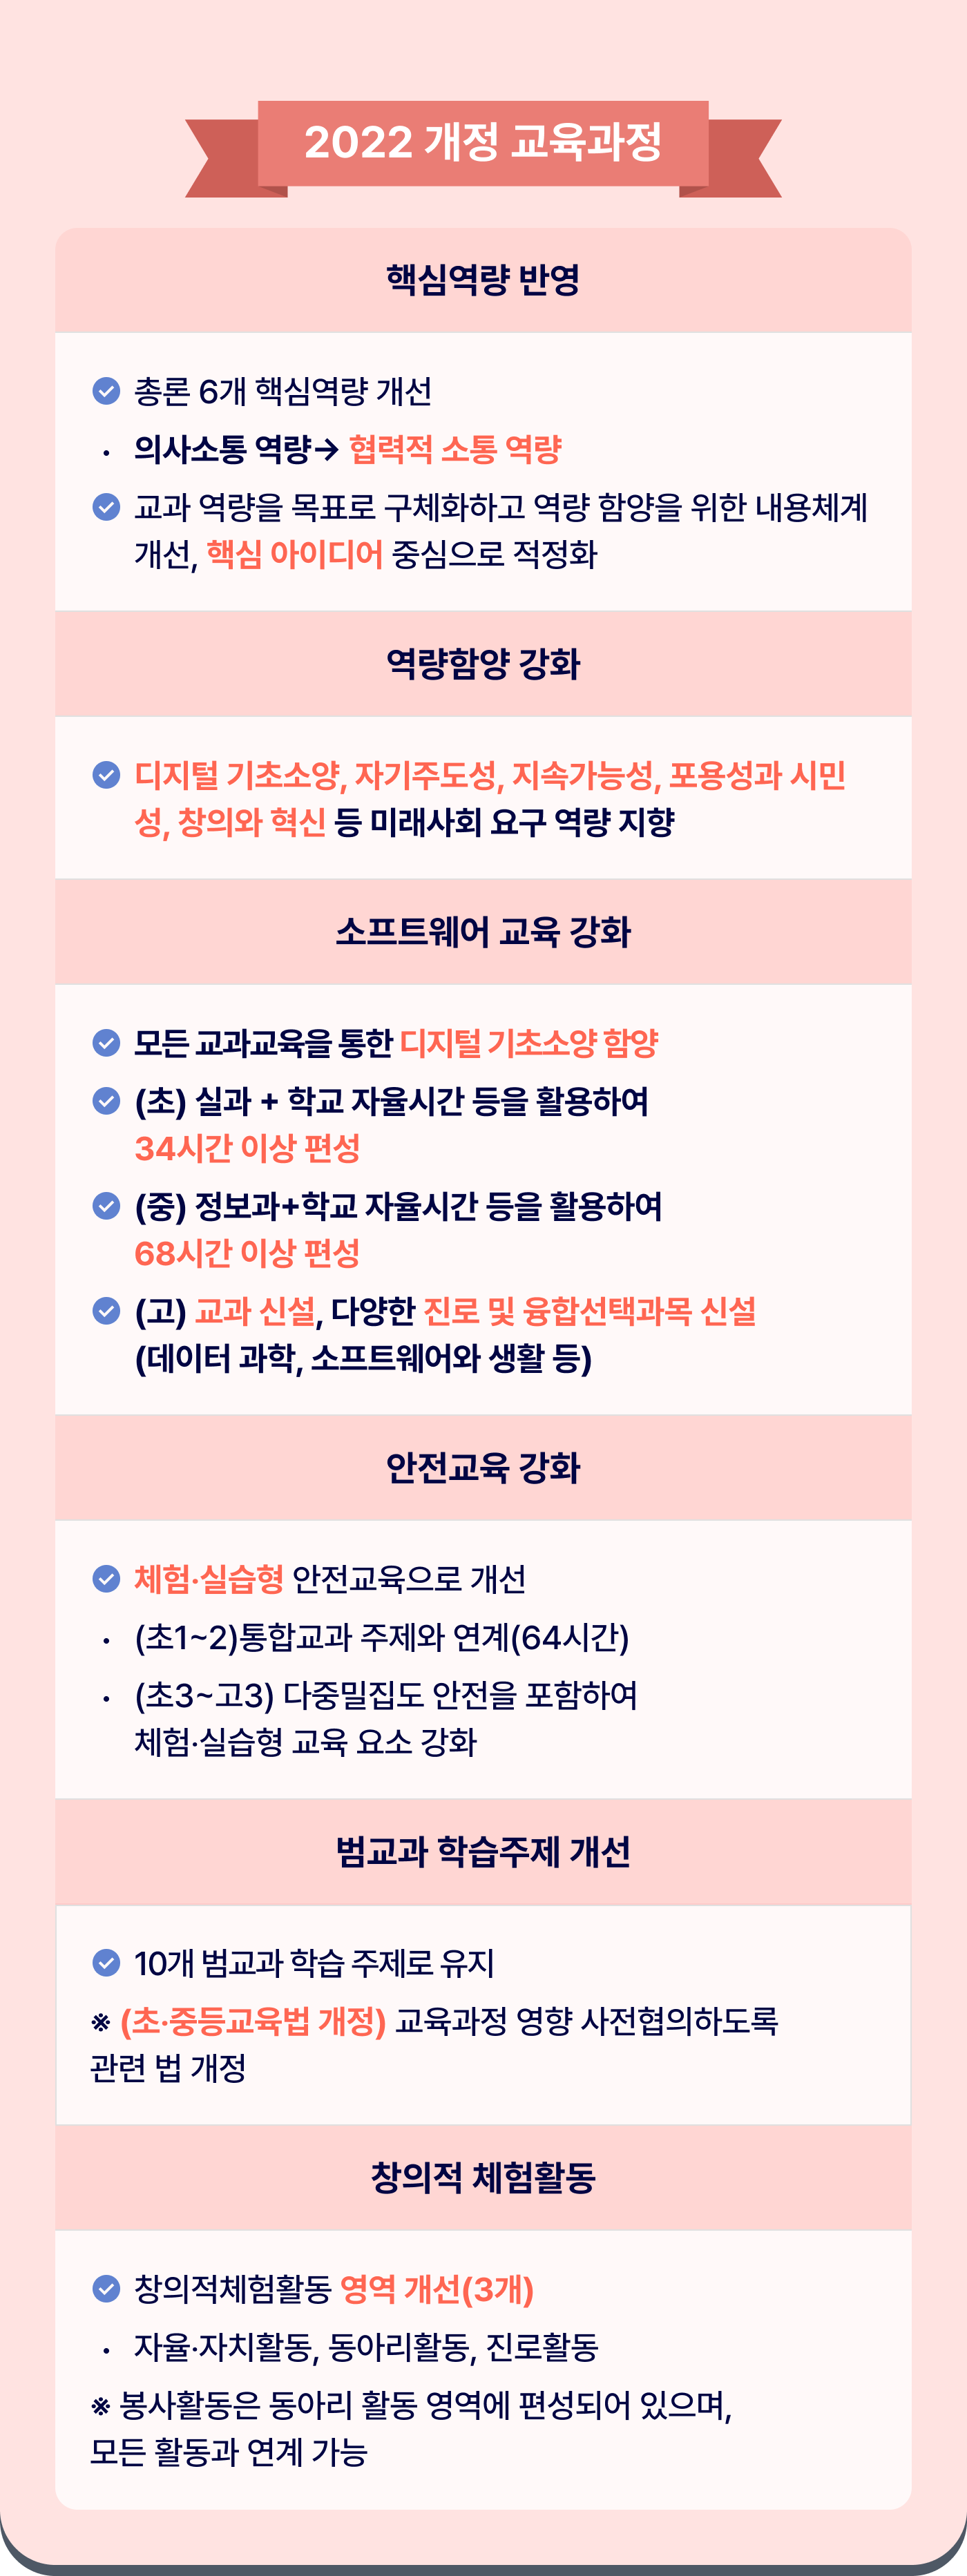 2022 개정 교육과정
핵심역량 반영
총론 6개 핵심역량 개선
· 의사소통 역량→ 협력적 소통 역량
교과 역량을 목표로 구체화하고 역량 함양을 위한 내용체계
개선, 핵심 아이디어 중심으로 적정화
역량함양 강화
디지털 기초소양, 자기주도성, 지속가능성, 포용성과 시민
성, 창의와 혁신 등 미래사회 요구 역량 지향
소프트웨어 교육 강화
모든 교과교육을 통한 디지털 기초소양 함양
(초) 실과 + 학교 자율시간 등을 활용하여
34시간 이상 편성
(중) 정보과+학교 자율시간 등을 활용하여
68시간 이상 편성
(고) 교과 신설, 다양한 진로 및 융합선택과목 신설
(데이터 과학, 소프트웨어와 생활 등)
안전교육 강화
체험·실습형 안전교육으로 개선
· (초1~2)통합교과 주제와 연계(64시간)
· (초3~고3) 다중밀집도 안전을 포함하여
체험·실습형 교육 요소 강화
범교과 학습주제 개선
10개 범교과 학습 주제로 유지
※ (초·중등교육법 개정) 교육과정 영향 사전협의하도록
관련 법 개정
창의적 체험활동
창의적체험활동 영역 개선(3개)
· 자율·자치활동, 동아리활동, 진로활동
※ 봉사활동은 동아리 활동 영역에 편성되어 있으며,
모든 활동과 연계 가능